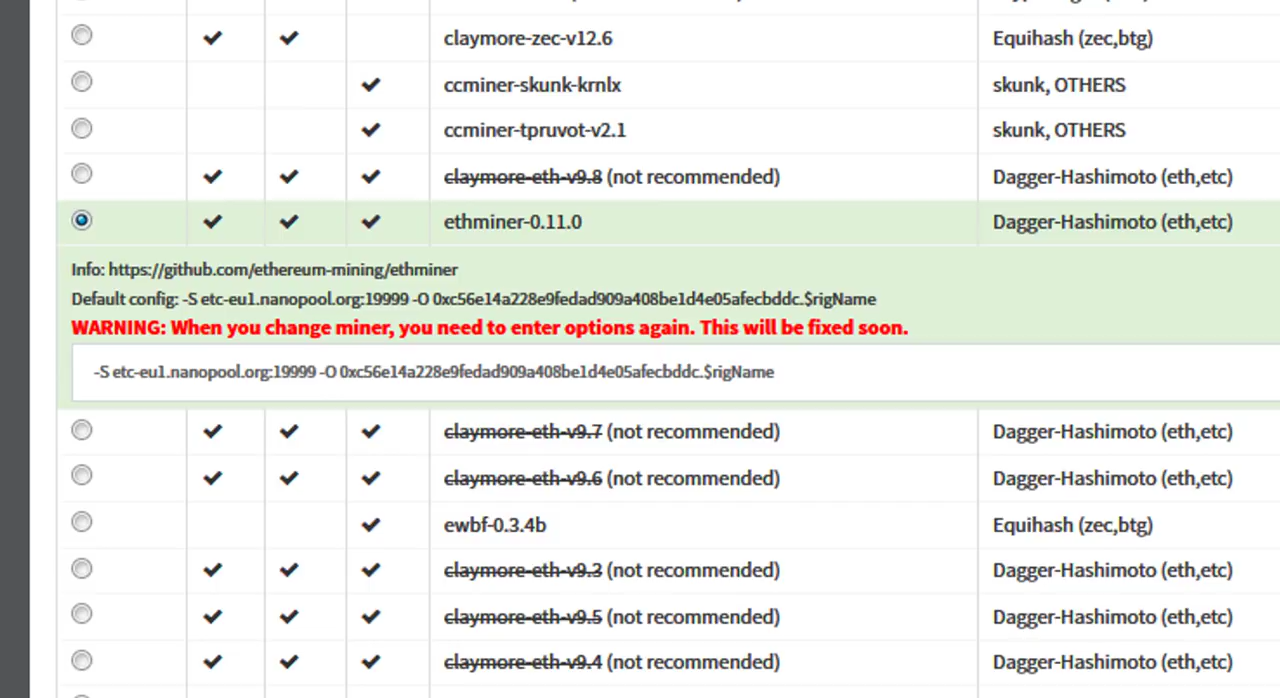 claymore-zec-v12.6 Equihash (zec,btg)
ccminer-skunk-krnlx skunk, OTHERS
ccminer-tpruvot-v2.1 skunk, OTHERS
claymore-eth-v9.8 (not recommended) Dagger-Hashimoto (eth,etc)
ethminer-0.11.0 Dagger-Hashimoto (eth,etc)
Info: https://github.com/ethereum-mining/ethminer
Default config: -S etc-eu1.nanopool.org:19999 -O 0xc56e14a228e9fedad909a408be1d4e05afecbddc.$rigName
WARNING: When you change miner, you need to enter options again. This will be fixed soon.
-S etc-eu1.nanopool.org:19999 -O 0xc56e14a228e9fedad909a408be1d4e05afecbddc.$rigName
claymore-eth-v9.7 (not recommended) Dagger-Hashimoto (eth,etc)
claymore-eth-v9.6 (not recommended) Dagger-Hashimoto (eth,etc)
ewbf-0.3.4b Equihash (zec,btg)
claymore-eth-v9.3 (not recommended) Dagger-Hashimoto (eth,etc)
claymore-eth-v9.5 (not recommended) Dagger-Hashimoto (eth,etc)
claymore-eth-v9.4 (not recommended) Dagger-Hashimoto (eth,etc)